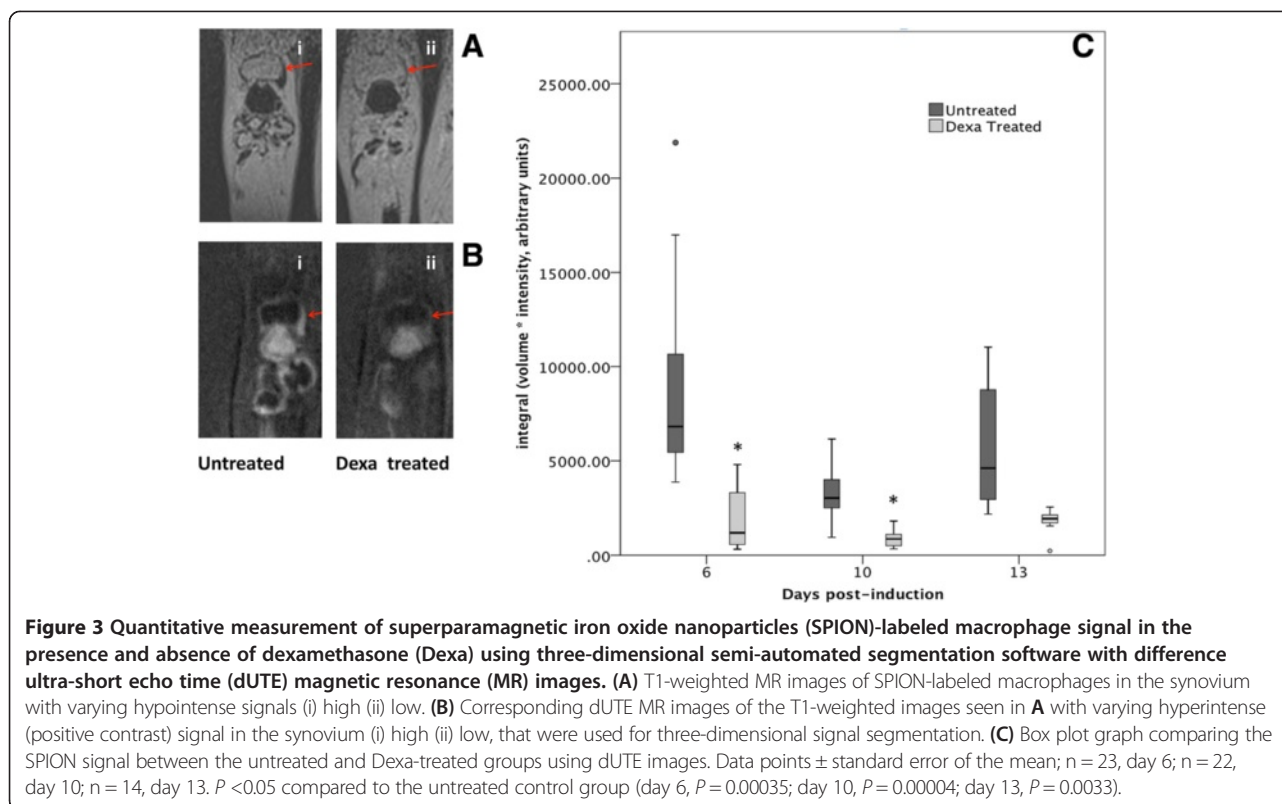 i
ii
A
i
ii
B
Untreated
Dexa treated
C
Untreated
Dexa Treated
integral (volume * intensity, arbitrary units)
25000.00
20000.00
15000.00
10000.00
5000.00
.00
*
*
6
10
13
Days post-induction
Figure 3 Quantitative measurement of superparamagnetic iron oxide nanoparticles (SPION)-labeled macrophage signal in the
presence and absence of dexamethasone (Dexa) using three-dimensional semi-automated segmentation software with difference
ultra-short echo time (dUTE) magnetic resonance (MR) images. (A) T1-weighted MR images of SPION-labeled macrophages in the synovium
with varying hypointense signals (i) high (ii) low. (B) Corresponding dUTE MR images of the T1-weighted images seen in A with varying hyperintense
(positive contrast) signal in the synovium (i) high (ii) low, that were used for three-dimensional signal segmentation. (C) Box plot graph comparing the
SPION signal between the untreated and Dexa-treated groups using dUTE images. Data points ± standard error of the mean; n = 23, day 6; n = 22,
day 10; n = 14, day 13. P <0.05 compared to the untreated control group (day 6, P = 0.00035; day 10, P = 0.00004; day 13, P = 0.0033).